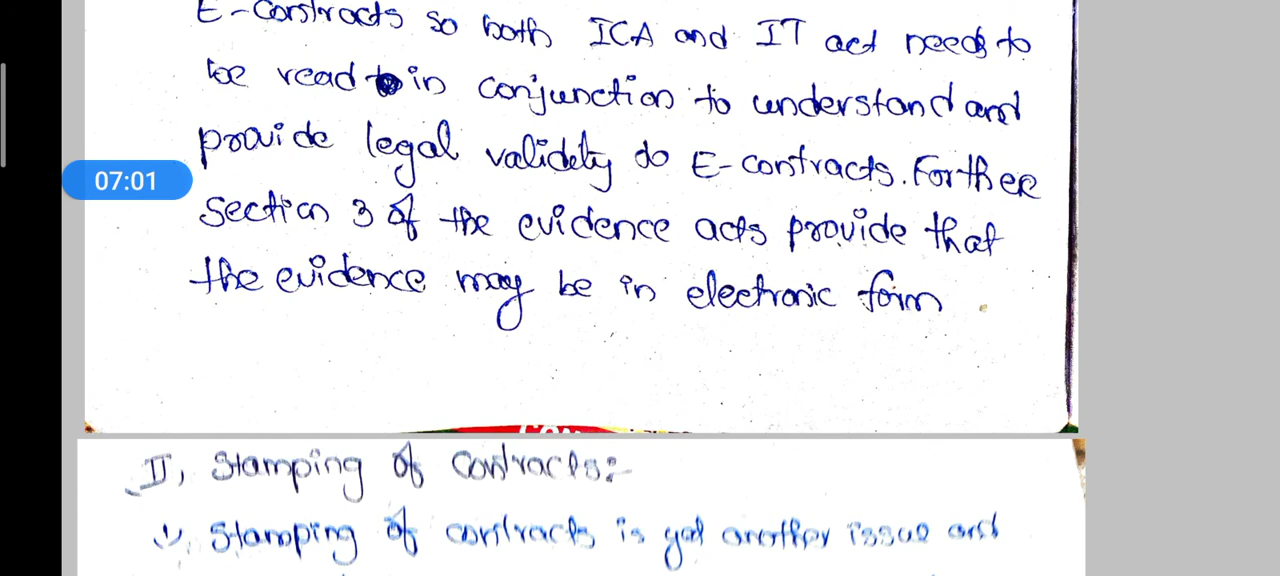 E-Contracts so both ICA and IT act needs to
be read in conjunction to understand and
provide legal validity to E-contracts. Further
07:01
Section 3 of the evidence acts provide that
the evidence may be in electronic form
II, Stamping of Contracts:-
1, Stamping of contracts is yet another issue and